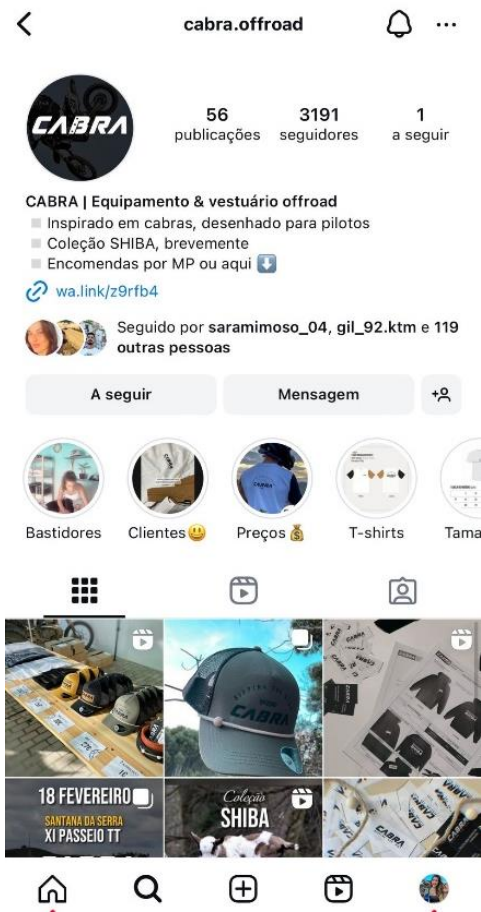 cabra.offroad
CABRA
56
3191
1
publicações
seguidores
a seguir
CABRA | Equipamento & vestuário offroad
Inspirado em cabras, desenhado para pilotos
Coleção SHIBA, brevemente
Encomendas por MP ou aqui ⬇️
wa.link/z9rfb4
Seguido por saramimoso_04, gil_92.ktm e 119
outras pessoas
A seguir
Mensagem
Bastidores
Clientes😃
Preços💰
T-shirts
Tama
CABRA
18 FEVEREIRO
SANTANA DA SERRA
XI PASSEIO TT
Coleção
SHIBA
CABRA
CABRA